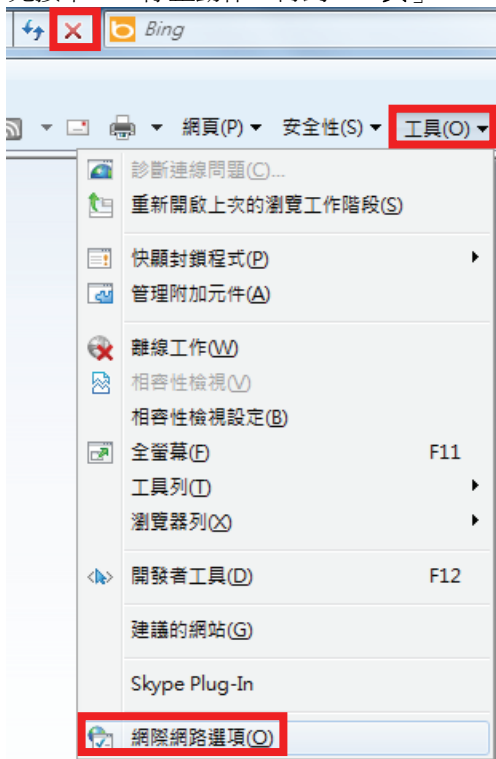 Bing
網頁(P) 安全性(S) 工具(O)
診斷連線問題(C)...
重新開啟上次的瀏覽工作階段(S)
快顯封鎖程式(P)
管理附加元件(A)
離線工作(W)
相容性檢視(V)
相容性檢視設定(B)
全螢幕(F) F11
工具列(T)
瀏覽器列(X)
開發者工具(D) F12
建議的網站(G)
Skype Plug-In
網際網路選項(O)